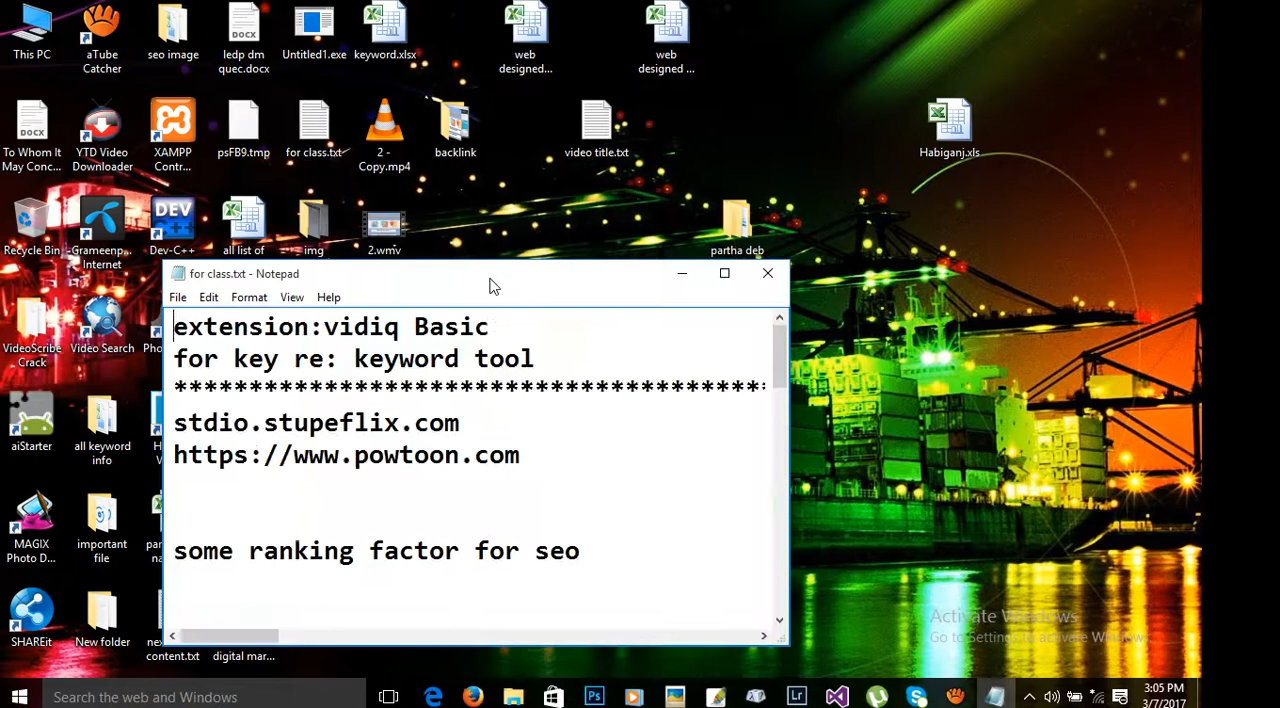 This PC
aTube Catcher
seo image
ledp dm quec.docx
Untitled1.exe
keyword.xlsx
web designed...
web designed ...
To Whom It May Conc...
YTD Video Downloader
XAMPP Contr...
psFB9.tmp
for class.txt
2 - Copy.mp4
backlink
video title.txt
Habiganj.xls
Recycle Bin
Grameenp... Internet
Dev-C++
all list of
img
2.wmv
partha deb
for class.txt - Notepad
File Edit Format View Help
extension:vidiq Basic
for key re: keyword tool
***************************************
stdio.stupeflix.com
https://www.powtoon.com
some ranking factor for seo
VideoScribe Crack
Video Search
aiStarter
all keyword info
MAGIX Photo D...
important file
SHAREit
New folder
content.txt
digital mar...
Activate Windows
Go to Settings to activate Windows.
Search the web and Windows
3:05 PM
3/7/2017